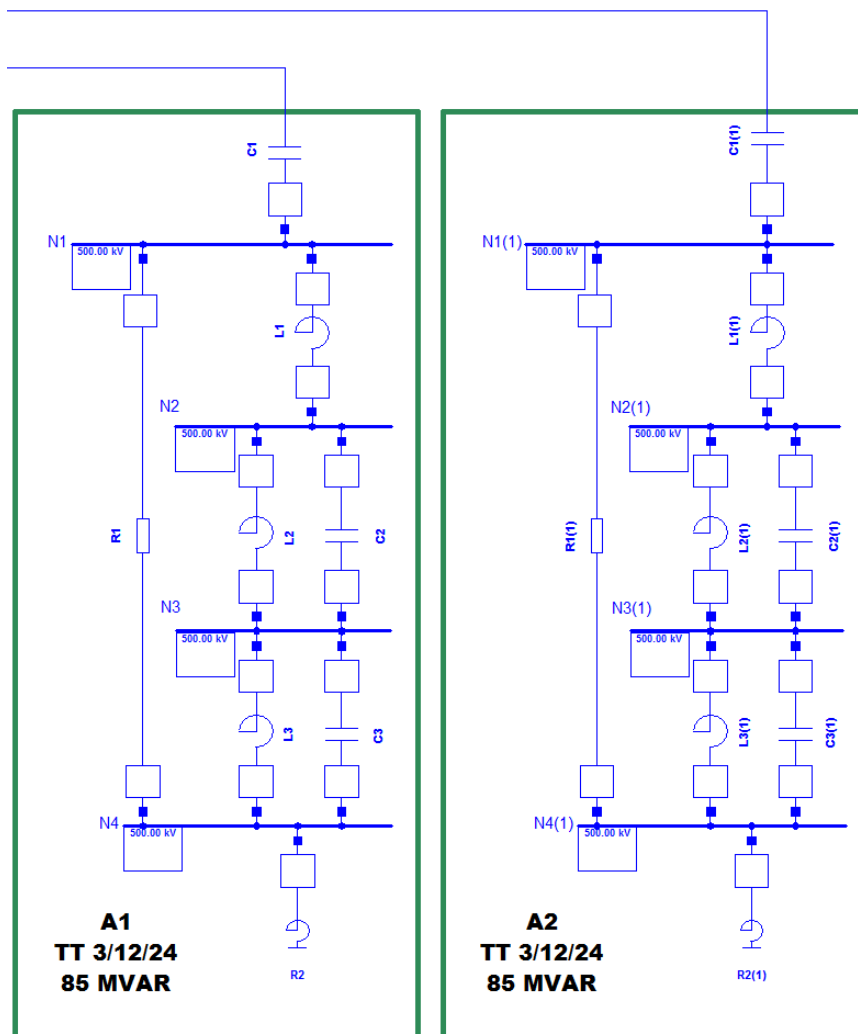 C1
C1(1)
N1
500.00 kV
N1(1)
500.00 kV
L1
L1(1)
N2
500.00 kV
N2(1)
500.00 kV
R1
L2
C2
R1(1)
L2(1)
C2(1)
N3
500.00 kV
N3(1)
500.00 kV
L3
C3
L3(1)
C3(1)
N4
500.00 kV
N4(1)
500.00 kV
A1
TT 3/12/24
85 MVAR
R2
A2
TT 3/12/24
85 MVAR
R2(1)